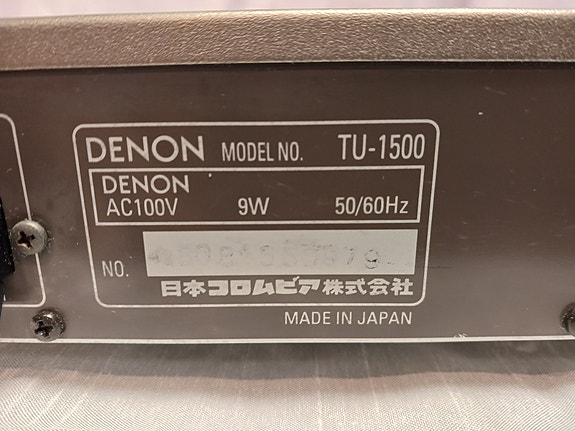 DENON MODEL NO. TU-1500
DENON
AC100V 9W 50/60Hz
NO.
日本コロムビア株式会社
MADE IN JAPAN